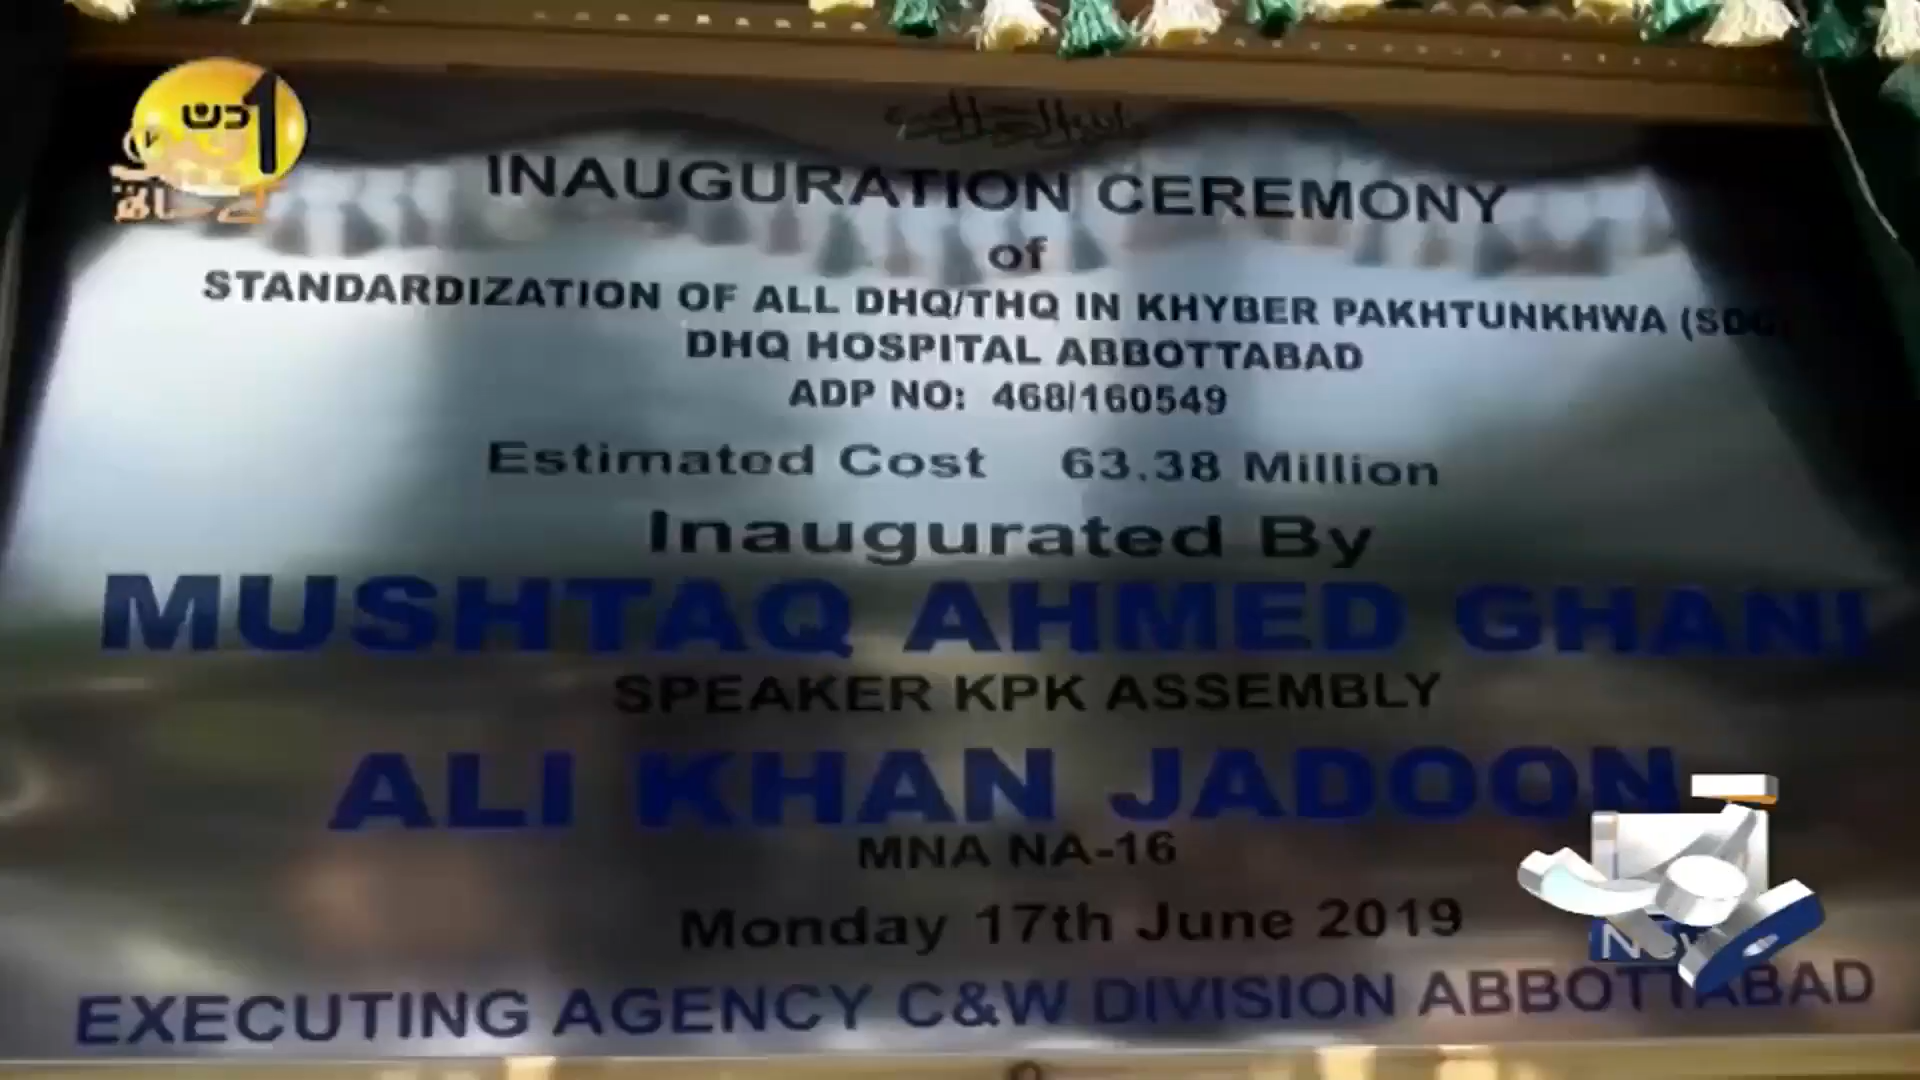 INAUGURATION CEREMONY
of
STANDARDIZATION OF ALL DHQ/THQ IN KHYBER PAKHTUNKHWA (SDG
DHQ HOSPITAL ABBOTTABAD
ADP NO: 468/160549
Estimated Cost 63.38 Million
Inaugurated By
MUSHTAQ AHMED GHANI
SPEAKER KPK ASSEMBLY
ALI KHAN JADOON
MNA NA-16
Monday 17th June 2019
EXECUTING AGENCY C&W DIVISION ABBOTTABAD